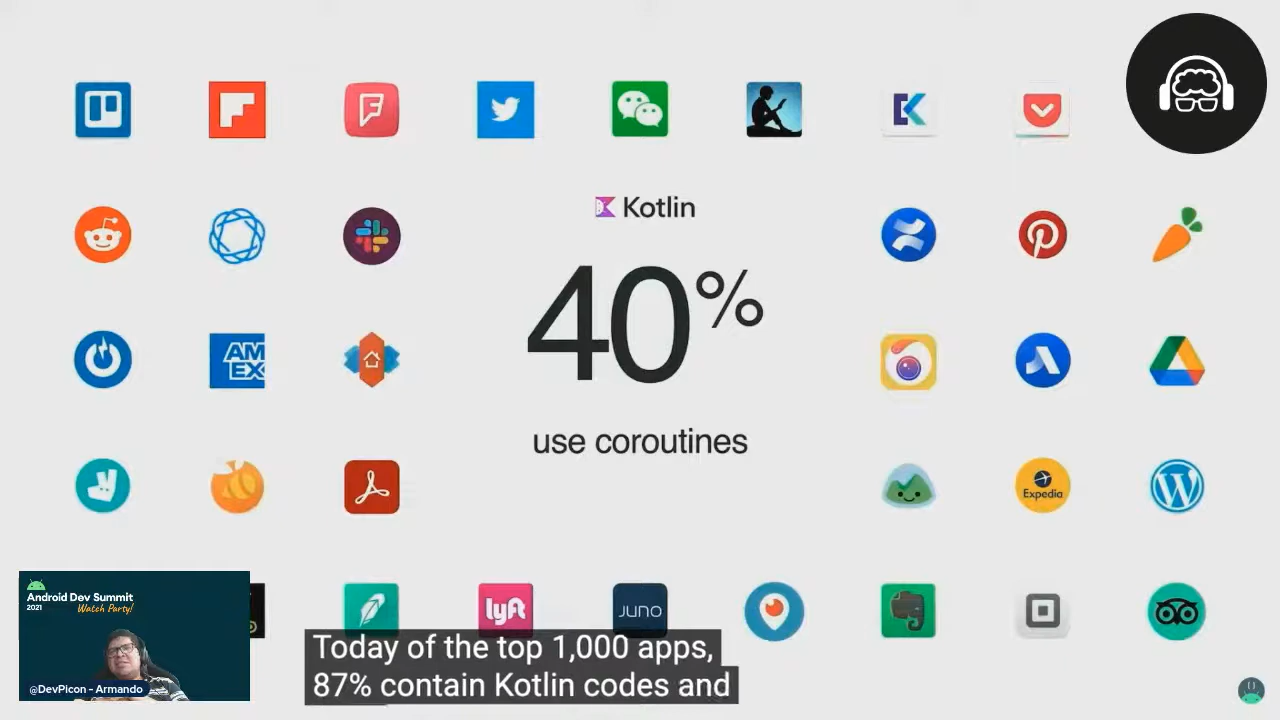 Kotlin
40%
use coroutines
AM
EX
Expedia
Android Dev Summit
2021
Watch Party!
lyft
JUNO
Today of the top 1,000 apps,
87% contain Kotlin codes and
@DevPicon - Armando